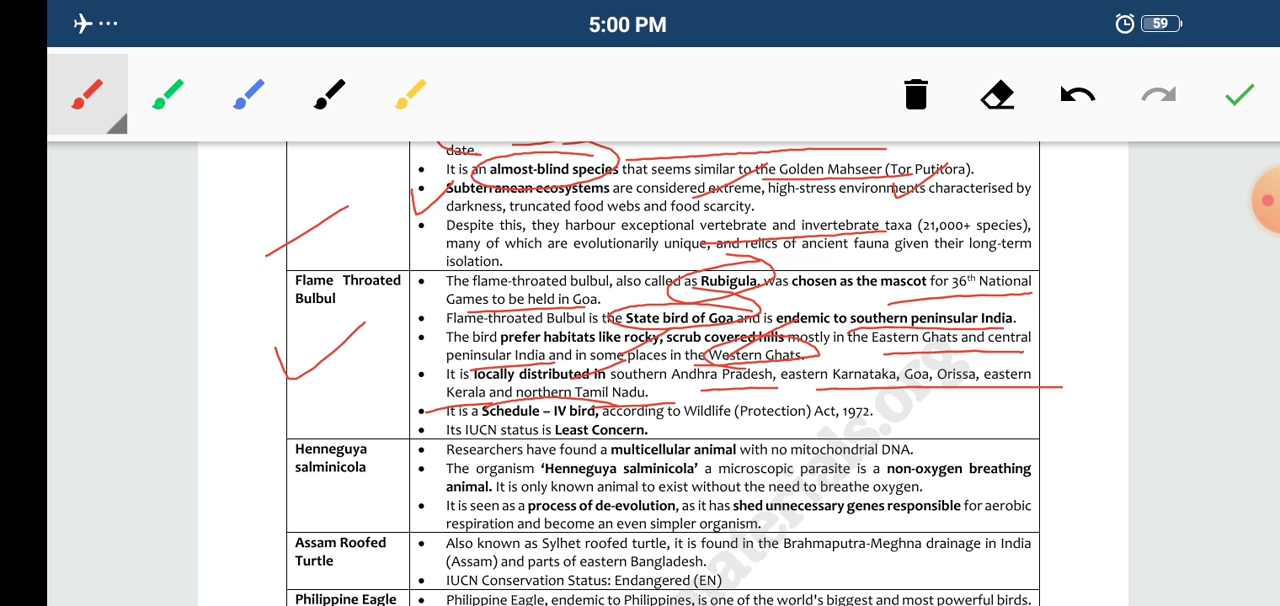 5:00 PM
59
date.
• It is an almost-blind species that seems similar to the Golden Mahseer (Tor Putitora).
• Subterranean ecosystems are considered extreme, high-stress environments characterised by
darkness, truncated food webs and food scarcity.
• Despite this, they harbour exceptional vertebrate and invertebrate taxa (21,000+ species),
many of which are evolutionarily unique, and relics of ancient fauna given their long-term
isolation.
Flame Throated
Bulbul
• The flame-throated bulbul, also called as Rubigula, was chosen as the mascot for 36th National
Games to be held in Goa.
• Flame-throated Bulbul is the State bird of Goa and is endemic to southern peninsular India.
• The bird prefer habitats like rocky, scrub covered hills mostly in the Eastern Ghats and central
peninsular India and in some places in the Western Ghats.
• It is locally distributed in southern Andhra Pradesh, eastern Karnataka, Goa, Orissa, eastern
Kerala and northern Tamil Nadu.
• It is a Schedule – IV bird, according to Wildlife (Protection) Act, 1972.
• Its IUCN status is Least Concern.
Henneguya
salminicola
• Researchers have found a multicellular animal with no mitochondrial DNA.
• The organism ‘Henneguya salminicola’ a microscopic parasite is a non-oxygen breathing
animal. It is only known animal to exist without the need to breathe oxygen.
• It is seen as a process of de-evolution, as it has shed unnecessary genes responsible for aerobic
respiration and become an even simpler organism.
Assam Roofed
Turtle
• Also known as Sylhet roofed turtle, it is found in the Brahmaputra-Meghna drainage in India
(Assam) and parts of eastern Bangladesh.
• IUCN Conservation Status: Endangered (EN)
Philippine Eagle
• Philippine Eagle, endemic to Philippines, is one of the world's biggest and most powerful birds.
materials.org